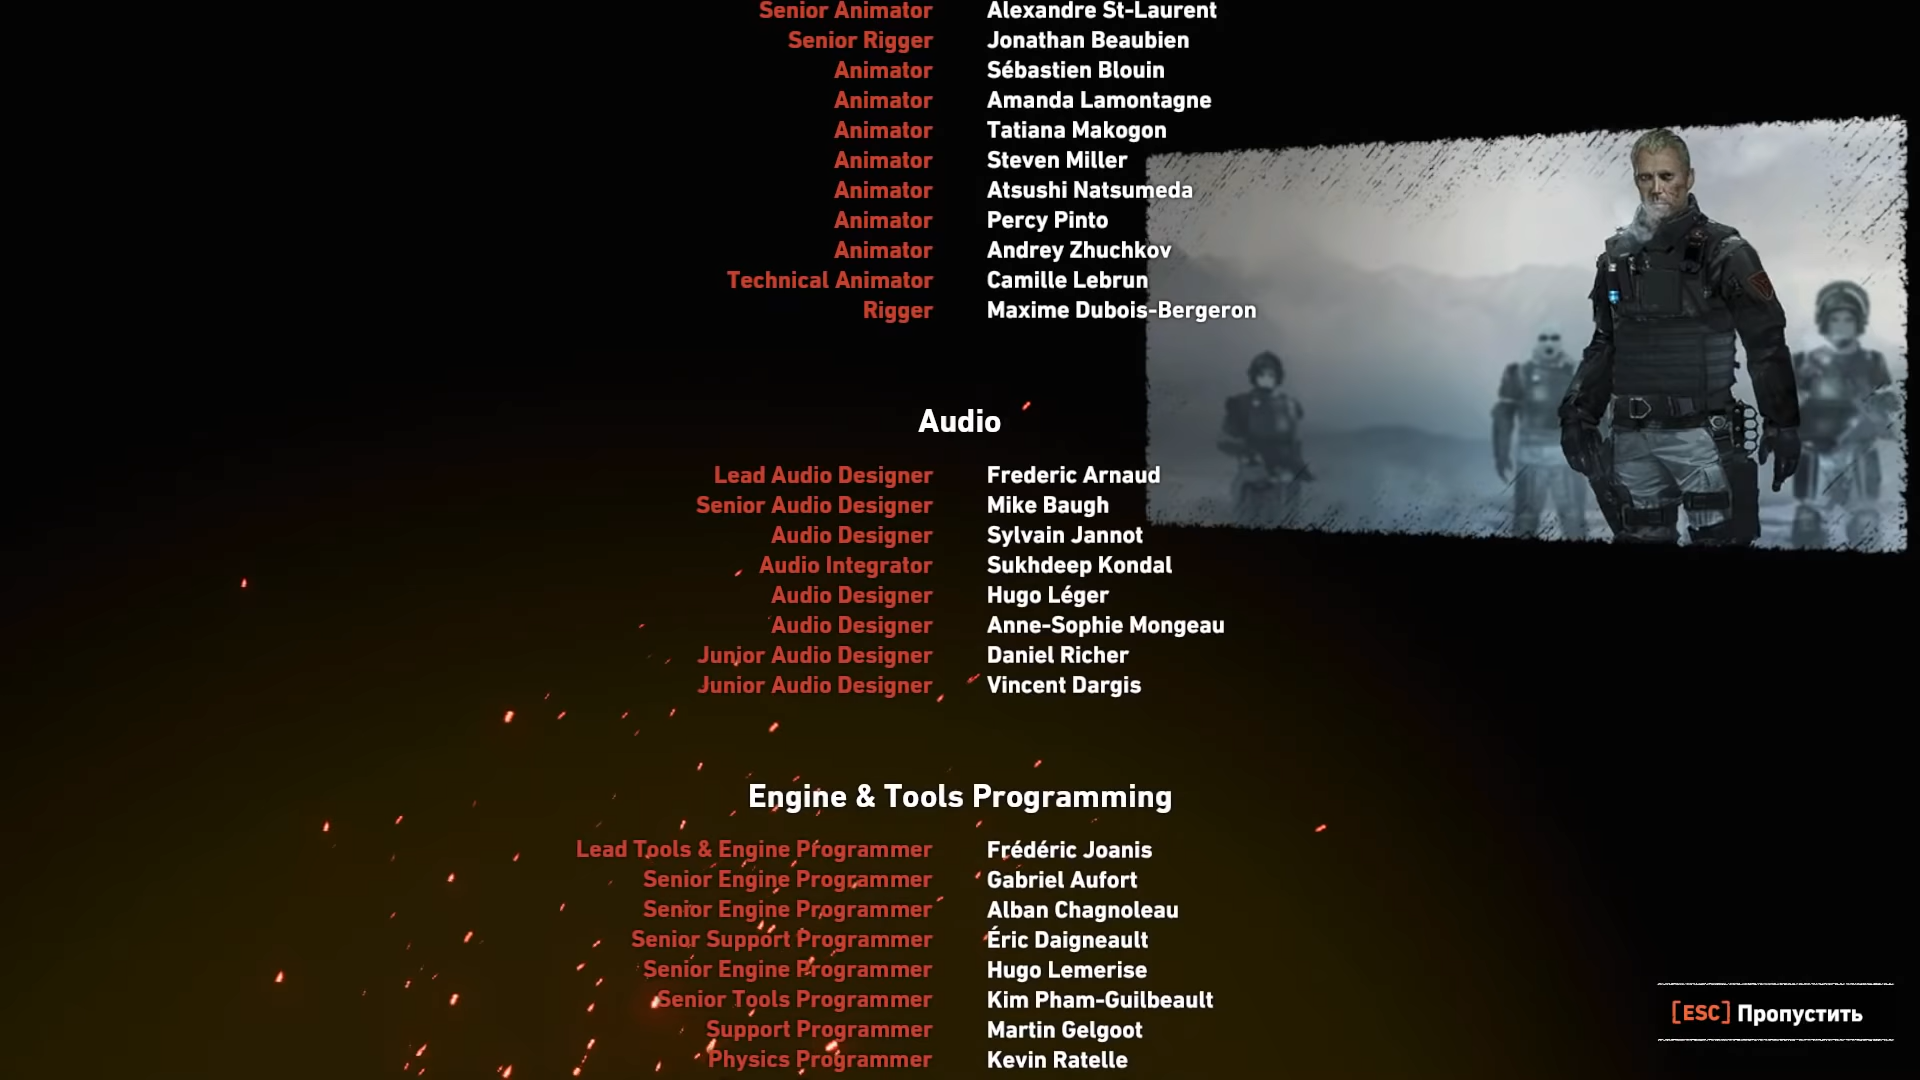 Senior Animator Alexandre St-Laurent
Senior Rigger Jonathan Beaubien
Animator Sébastien Blouin
Animator Amanda Lamontagne
Animator Tatiana Makogon
Animator Steven Miller
Animator Atsushi Natsumeda
Animator Percy Pinto
Animator Andrey Zhuchkov
Technical Animator Camille Lebrun
Rigger Maxime Dubois-Bergeron
Audio
Lead Audio Designer Frederic Arnaud
Senior Audio Designer Mike Baugh
Audio Designer Sylvain Jannot
Audio Integrator Sukhdeep Kondal
Audio Designer Hugo Léger
Audio Designer Anne-Sophie Mongeau
Junior Audio Designer Daniel Richer
Junior Audio Designer Vincent Dargis
Engine & Tools Programming
Lead Tools & Engine Programmer Frédéric Joanis
Senior Engine Programmer Gabriel Aufort
Senior Engine Programmer Alban Chagnoleau
Senior Support Programmer Éric Daigneault
Senior Engine Programmer Hugo Lemerise
Senior Tools Programmer Kim Pham-Guilbeault
Support Programmer Martin Gelgoot
Physics Programmer Kevin Ratelle
[ESC] Пропустить